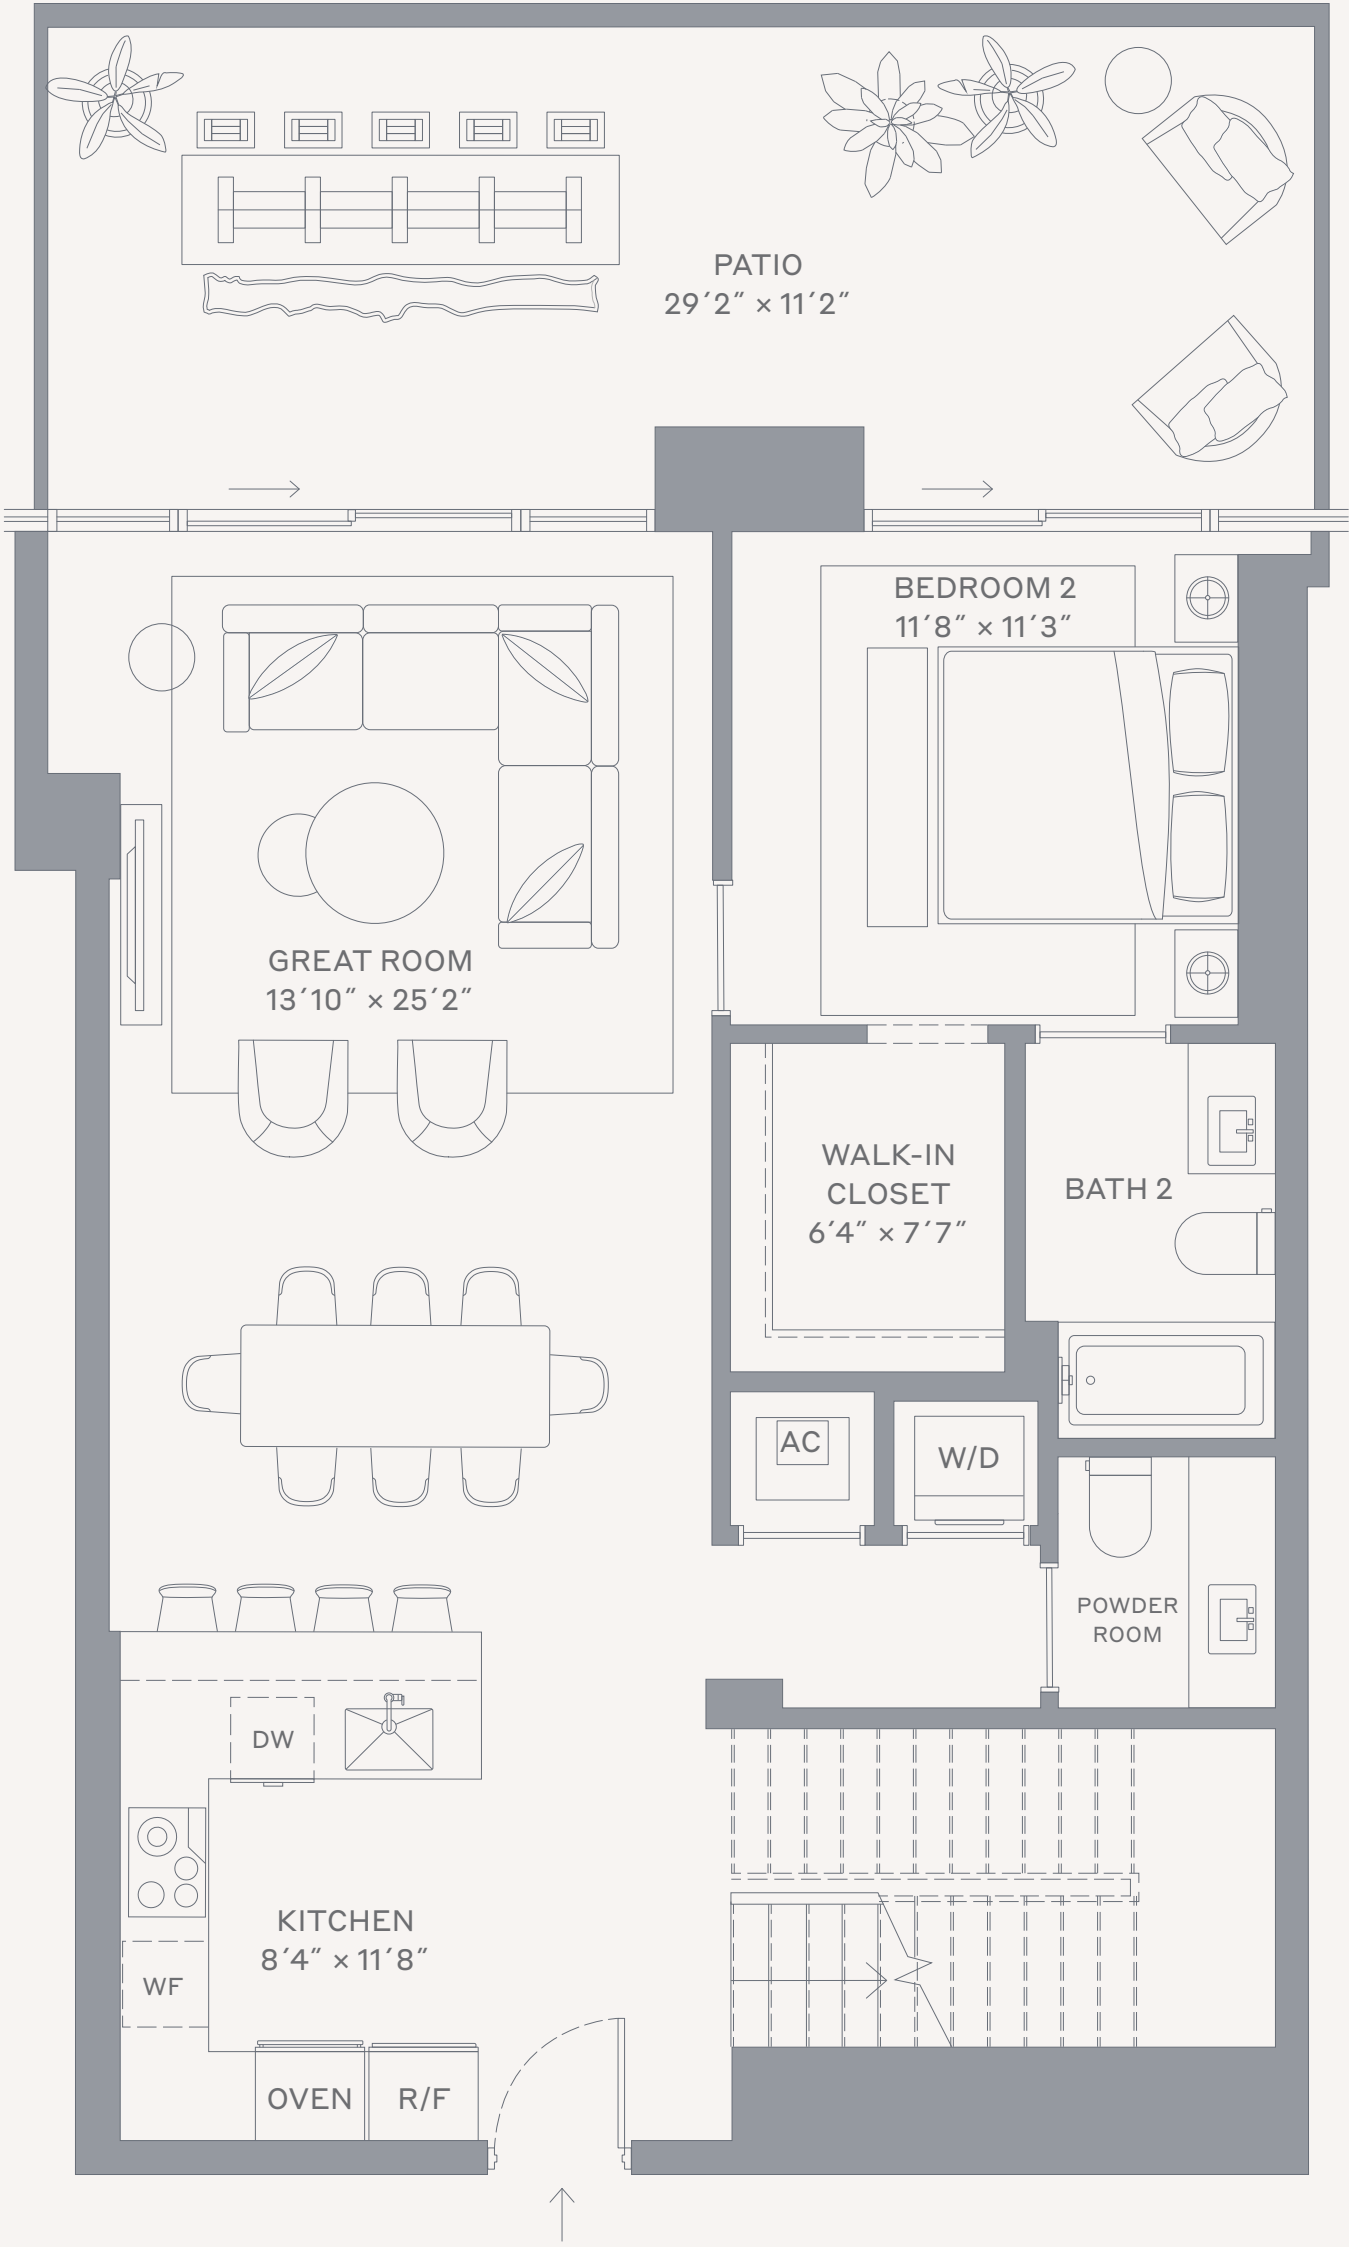 PATIO
29′2″ × 11′2″
BEDROOM 2
11′8″ × 11′3″
GREAT ROOM
13′10″ × 25′2″
WALK-IN
CLOSET
6′4″ × 7′7″
BATH 2
AC
W/D
POWDER
ROOM
DW
KITCHEN
8′4″ × 11′8″
WF
OVEN
R/F